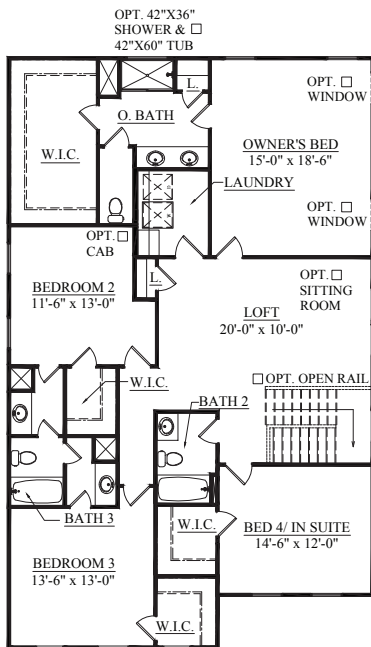 OPT. 42"X36"
SHOWER & □
42"X60" TUB
L.
OPT. □
WINDOW
O. BATH
W.I.C.
OWNER'S BED
15'-0" x 18'-6"
LAUNDRY
OPT. □
WINDOW
OPT. □
CAB
BEDROOM 2
11'-6" x 13'-0"
L.
OPT. □
SITTING
ROOM
LOFT
20'-0" x 10'-0"
W.I.C.
□ OPT. OPEN RAIL
BATH 2
BATH 3
W.I.C.
BED 4/ IN SUITE
14'-6" x 12'-0"
BEDROOM 3
13'-6" x 13'-0"
W.I.C.